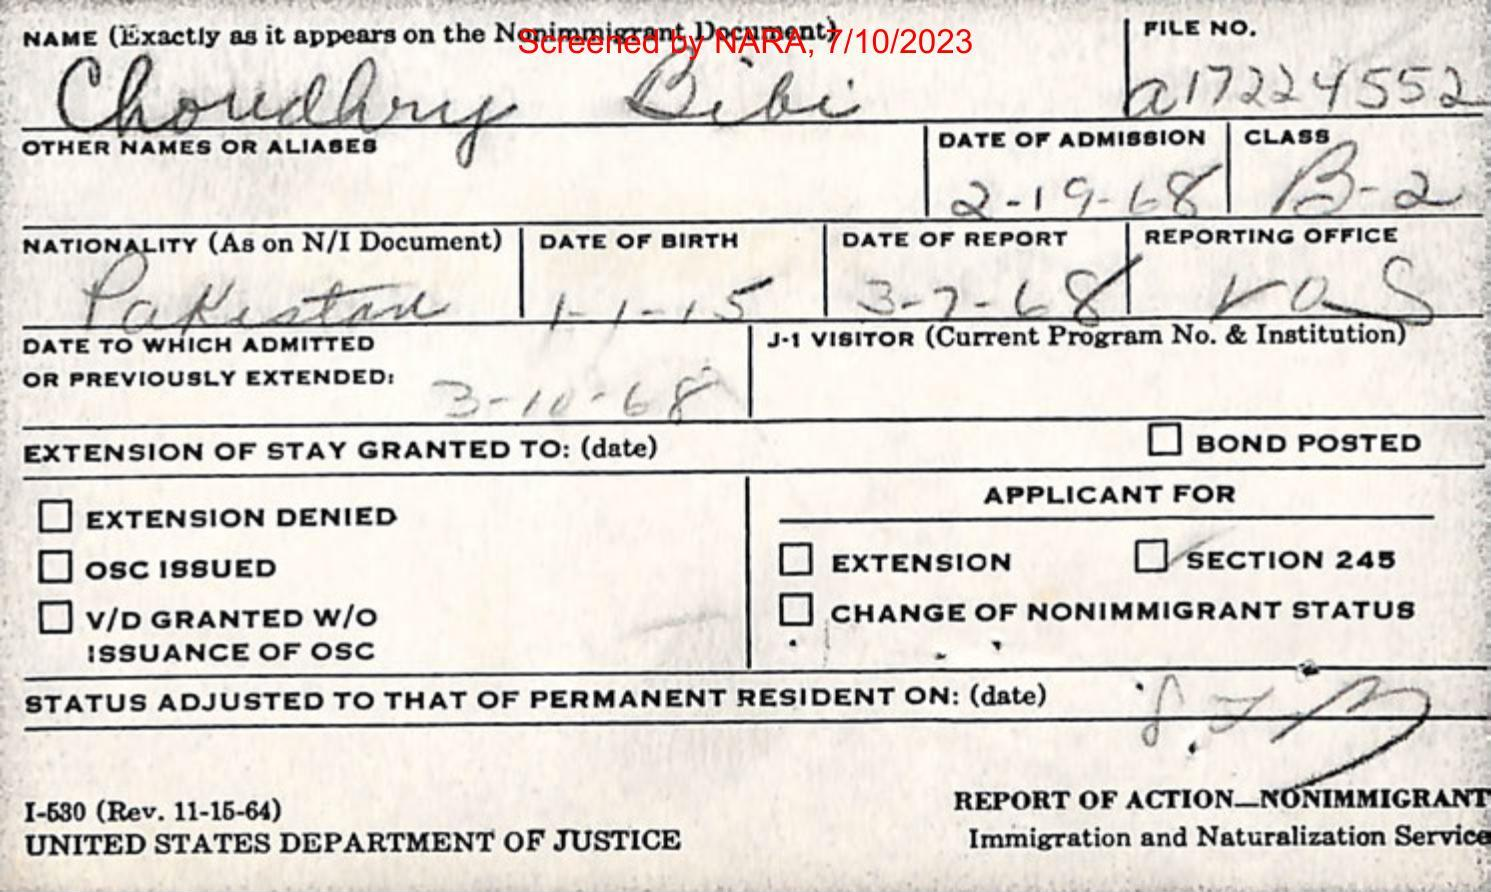 NAME (Exactly as it appears on the Nonimmigrant Document)
Screened by NARA, 7/10/2023
FILE NO.
Choudhry Bibi
a17224552
OTHER NAMES OR ALIASES
DATE OF ADMISSION
CLASS
2-19-68
B-2
NATIONALITY (As on N/I Document)
DATE OF BIRTH
DATE OF REPORT
REPORTING OFFICE
Pakistan
1-1-15
3-7-68
DATE TO WHICH ADMITTED
OR PREVIOUSLY EXTENDED:
3-10-68
J-1 VISITOR (Current Program No. & Institution)
EXTENSION OF STAY GRANTED TO: (date)
BOND POSTED
EXTENSION DENIED
OSC ISSUED
V/D GRANTED W/O
ISSUANCE OF OSC
APPLICANT FOR
EXTENSION
SECTION 245
CHANGE OF NONIMMIGRANT STATUS
STATUS ADJUSTED TO THAT OF PERMANENT RESIDENT ON: (date)
I-530 (Rev. 11-15-64)
UNITED STATES DEPARTMENT OF JUSTICE
REPORT OF ACTION—NONIMMIGRANT
Immigration and Naturalization Service